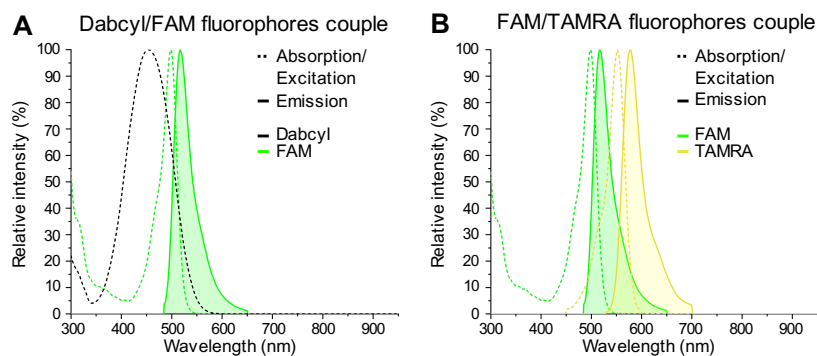 A
Dabcyl/FAM fluorophores couple
Relative intensity (%)
100
90
80
70
60
50
40
30
20
10
0
Absorption/
Excitation
Emission
Dabcyl
FAM
300 400 500 600 700 800 900
Wavelength (nm)
B
FAM/TAMRA fluorophores couple
Relative intensity (%)
100
90
80
70
60
50
40
30
20
10
0
Absorption/
Excitation
Emission
FAM
TAMRA
300 400 500 600 700 800 900
Wavelength (nm)